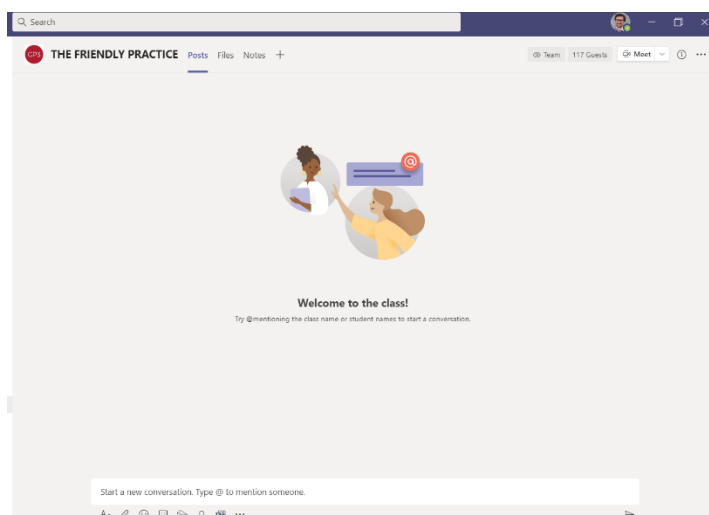 Search
CPS THE FRIENDLY PRACTICE Posts Files Notes + Team 117 Guests Meet
@
Welcome to the class!
Try @mentioning the class name or student names to start a conversation.
Start a new conversation. Type @ to mention someone.